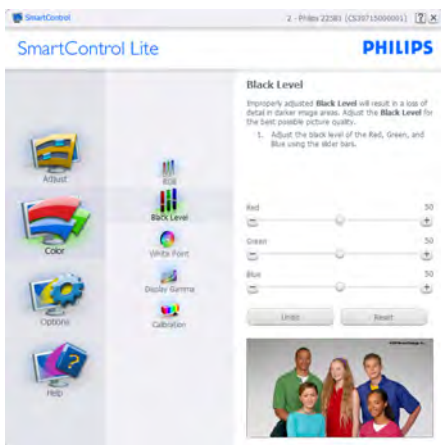 SmartControl
SmartControl Lite
PHILIPS
Black Level
Improperly adjusted Black Level will result in a loss of
detail in darker image areas. Adjust the Black Level for
the best possible picture quality.
1. Adjust the black level of the Red, Green, and
Blue using the slider bars.
Adjust
Color
Options
Help
RGB
Black Level
White Point
Display Gamma
Calibration
Red 50
Green 50
Blue 50
Undo Reset